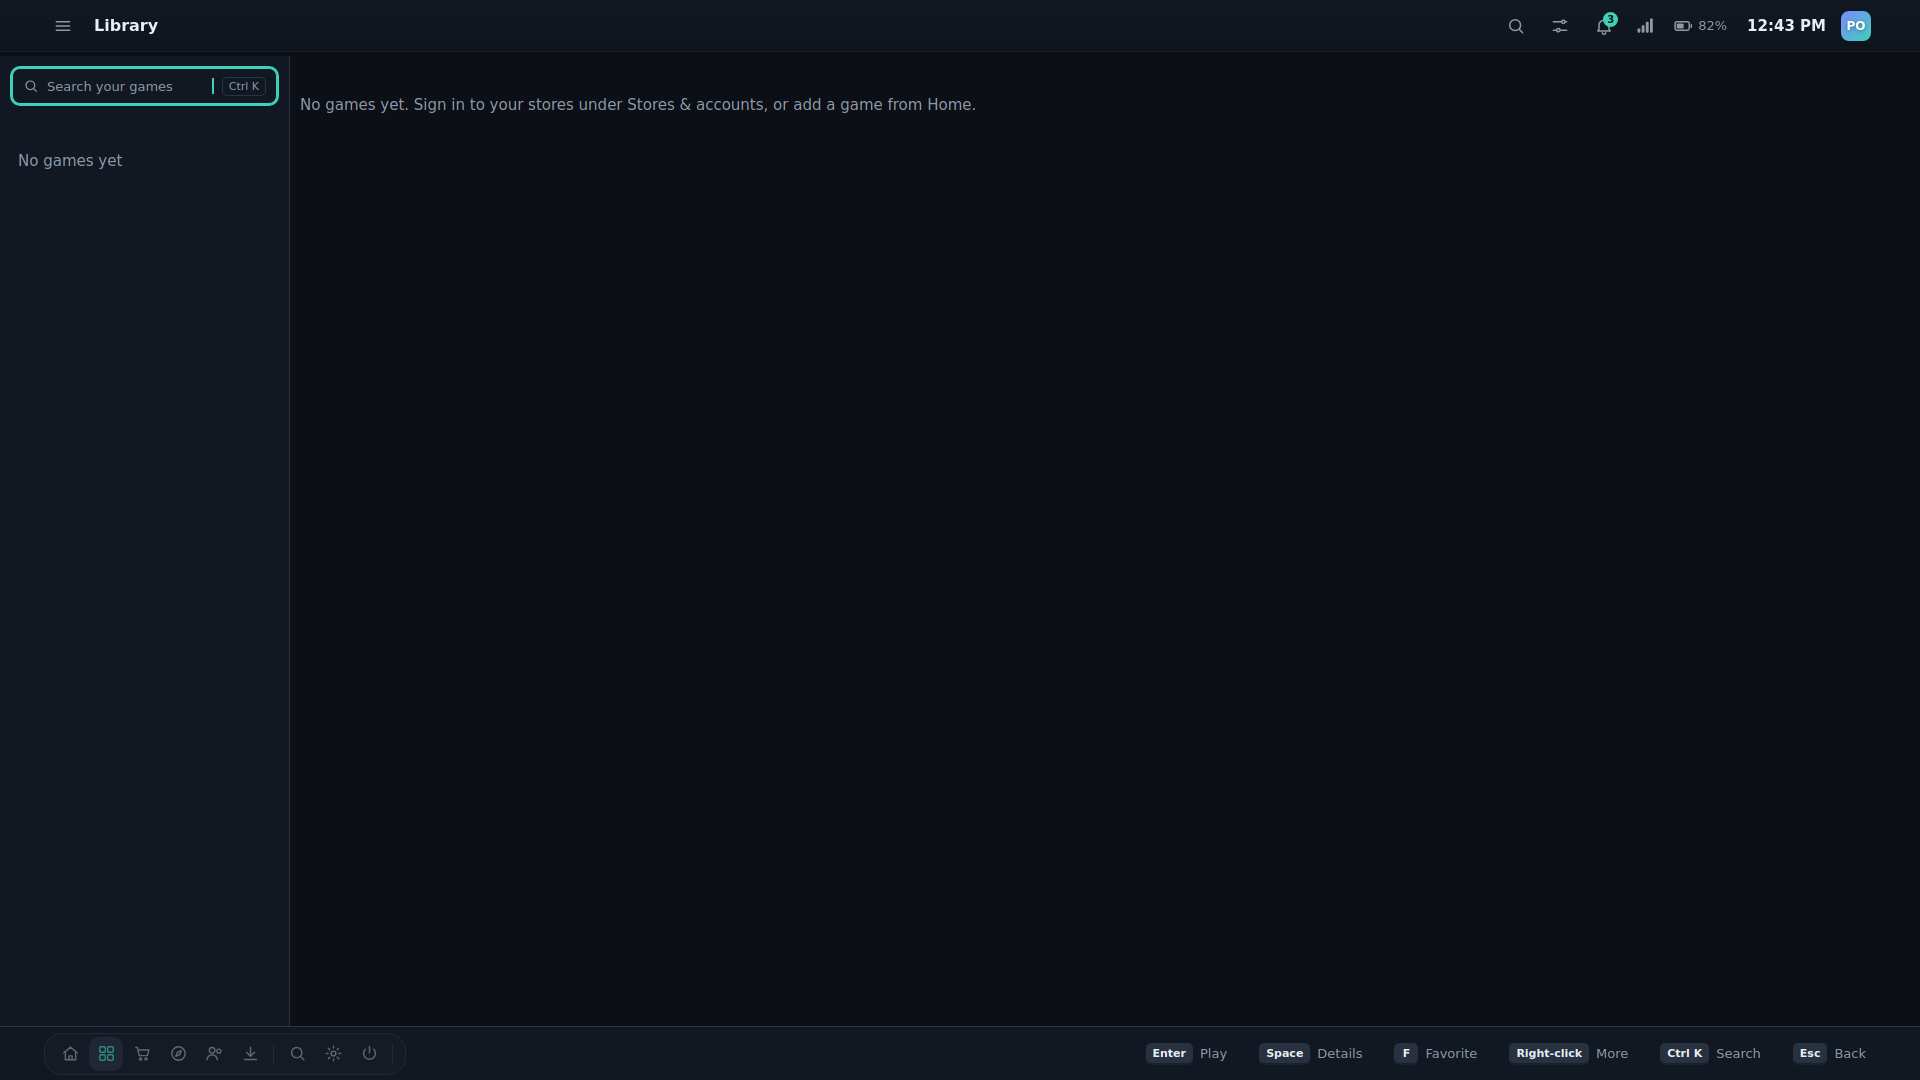 Library
3
82%
12:43 PM
PO
Search your games
Ctrl K
No games yet. Sign in to your stores under Stores & accounts, or add a game from Home.
No games yet
Enter Play
Space Details
F Favorite
Right-click More
Ctrl K Search
Esc Back